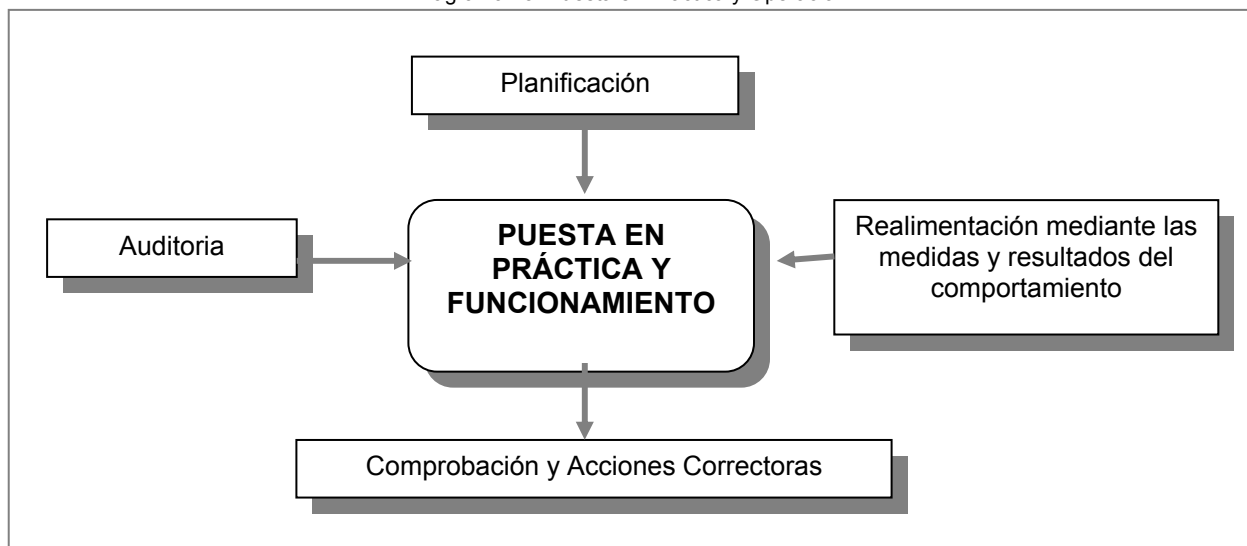 Planificación
Auditoria
PUESTA EN
PRÁCTICA Y
FUNCIONAMIENTO
Realimentación mediante las
medidas y resultados del
comportamiento
Comprobación y Acciones Correctoras